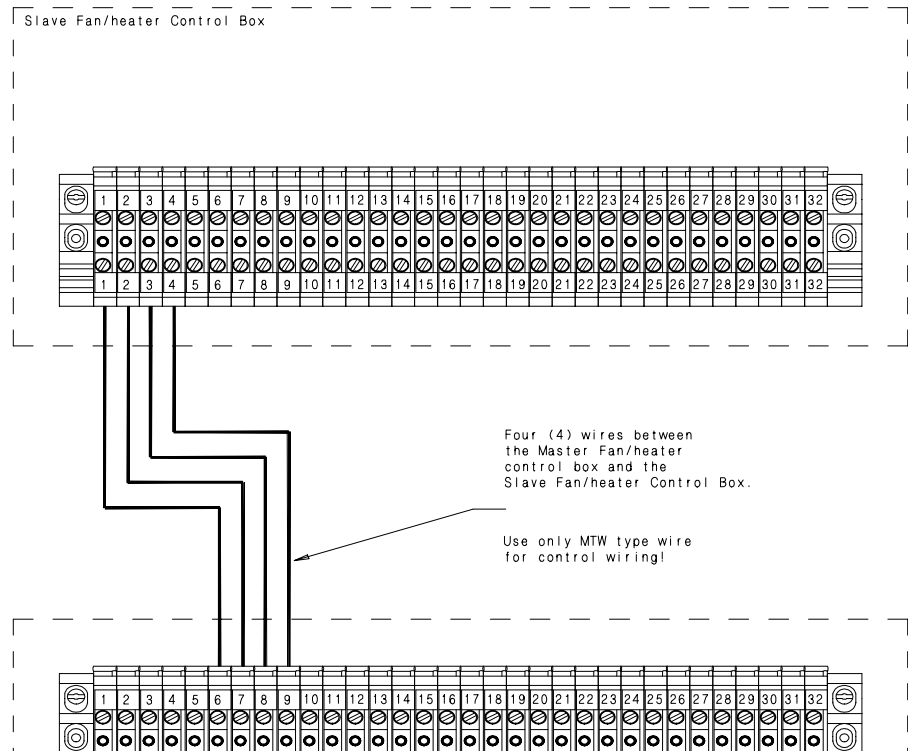 Slave Fan/heater Control Box
1 2 3 4 5 6 7 8 9 10 11 12 13 14 15 16 17 18 19 20 21 22 23 24 25 26 27 28 29 30 31 32
1 2 3 4 5 6 7 8 9 10 11 12 13 14 15 16 17 18 19 20 21 22 23 24 25 26 27 28 29 30 31 32
Four (4) wires between
the Master Fan/heater
control box and the
Slave Fan/heater Control Box.
Use only MTW type wire
for control wiring!
1 2 3 4 5 6 7 8 9 10 11 12 13 14 15 16 17 18 19 20 21 22 23 24 25 26 27 28 29 30 31 32